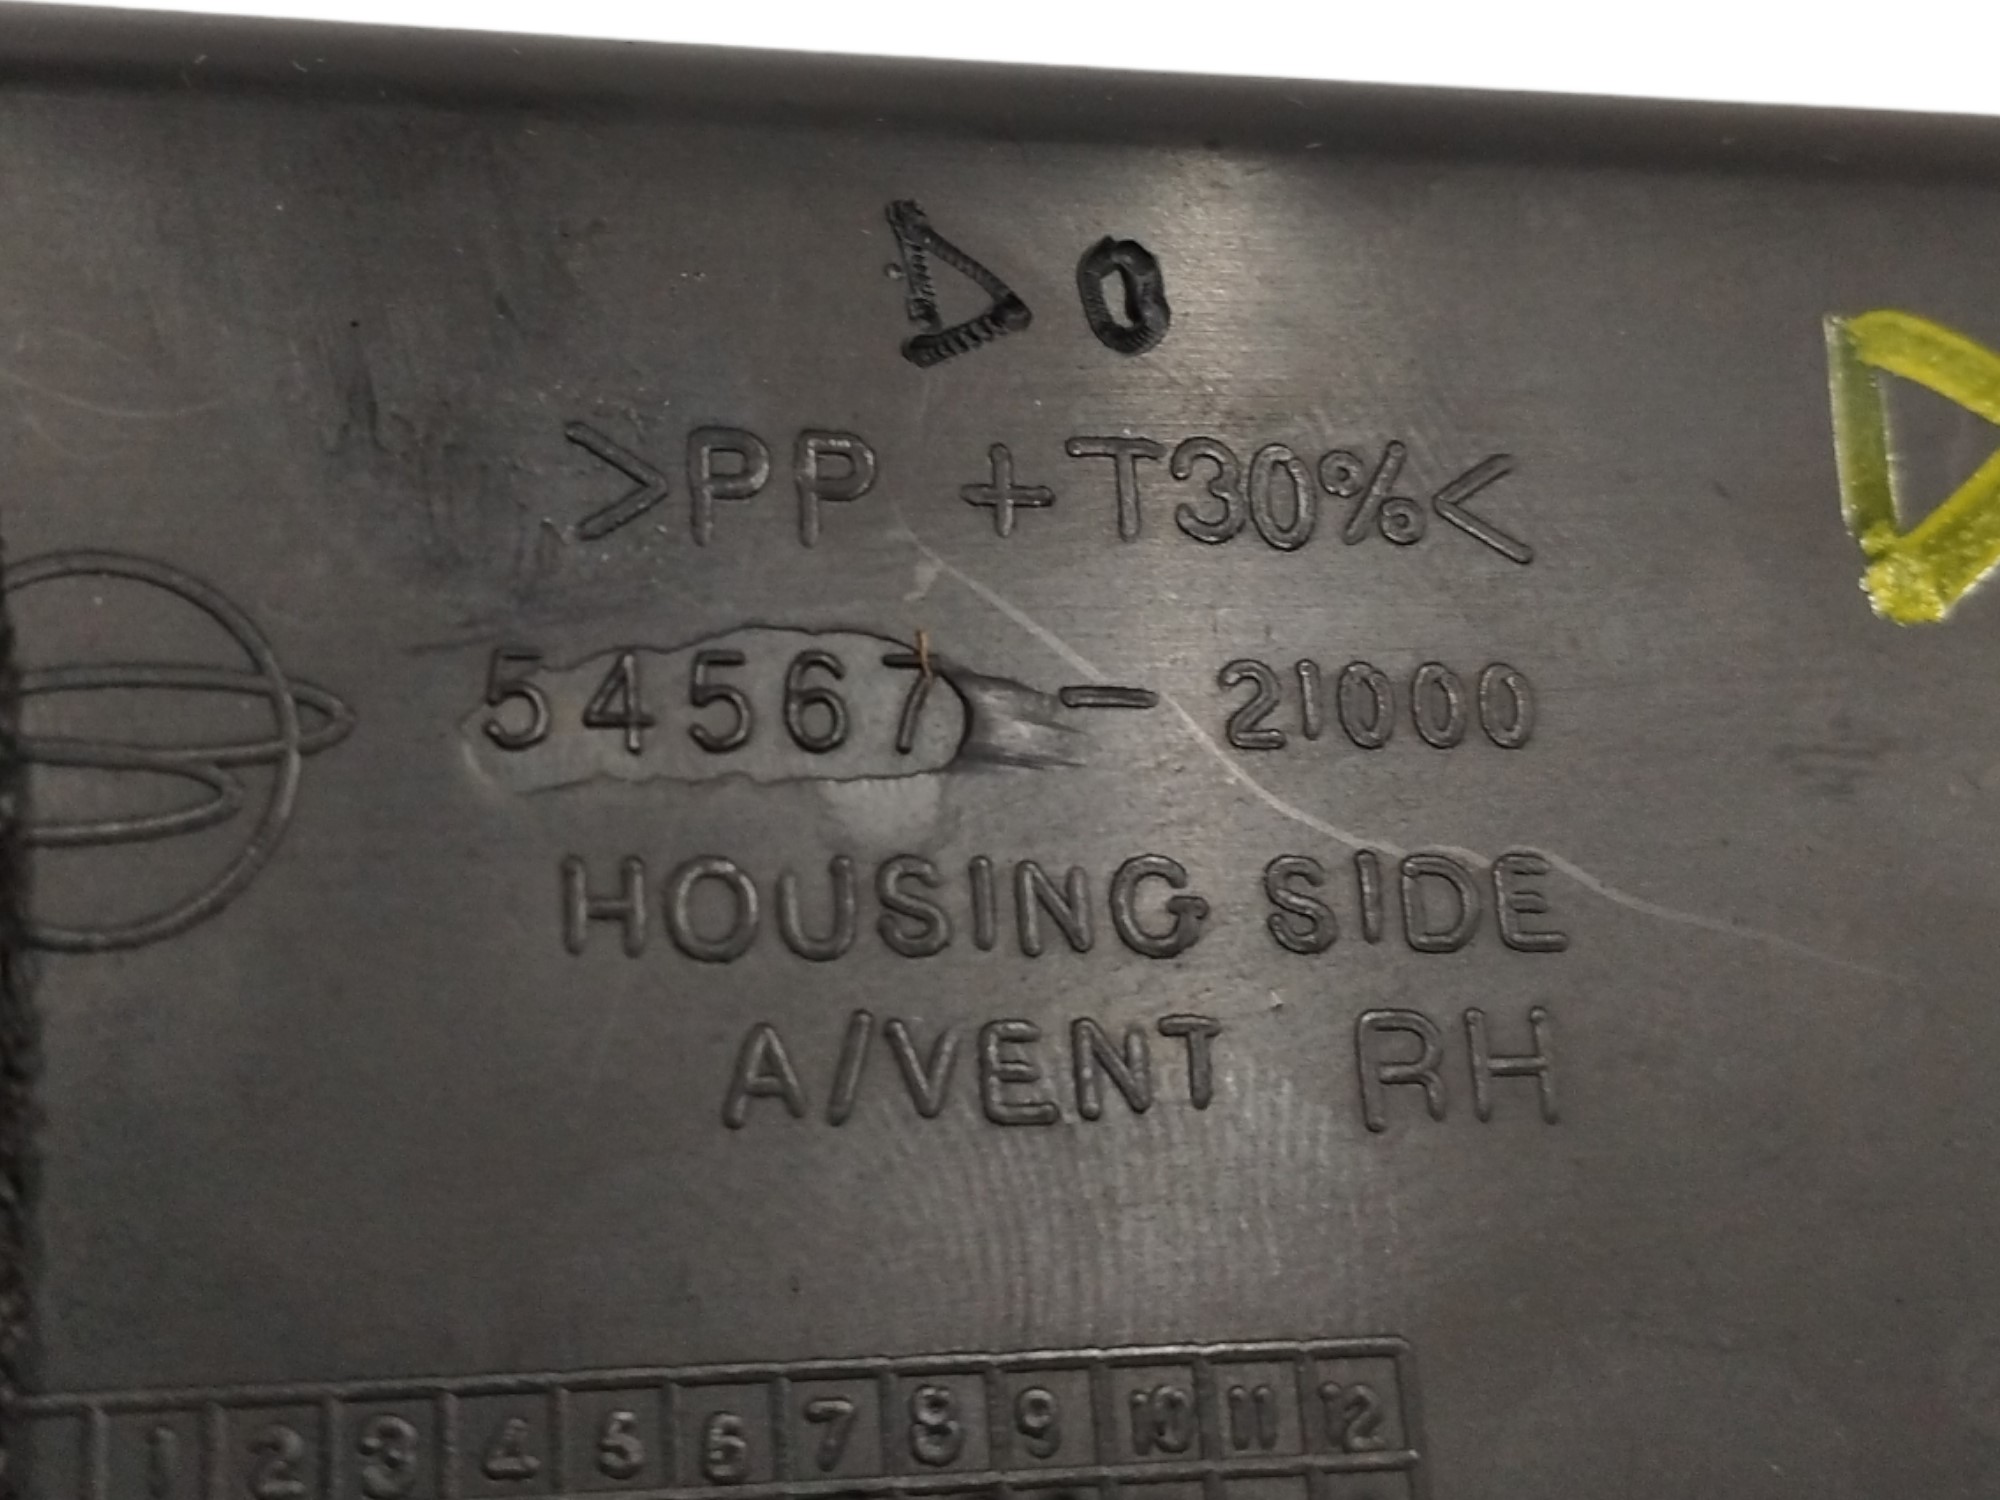 >PP +T30%<
54567 - 21000
HOUSING SIDE
A/VENT RH
1 2 3 4 5 6 7 8 9 10 11 12